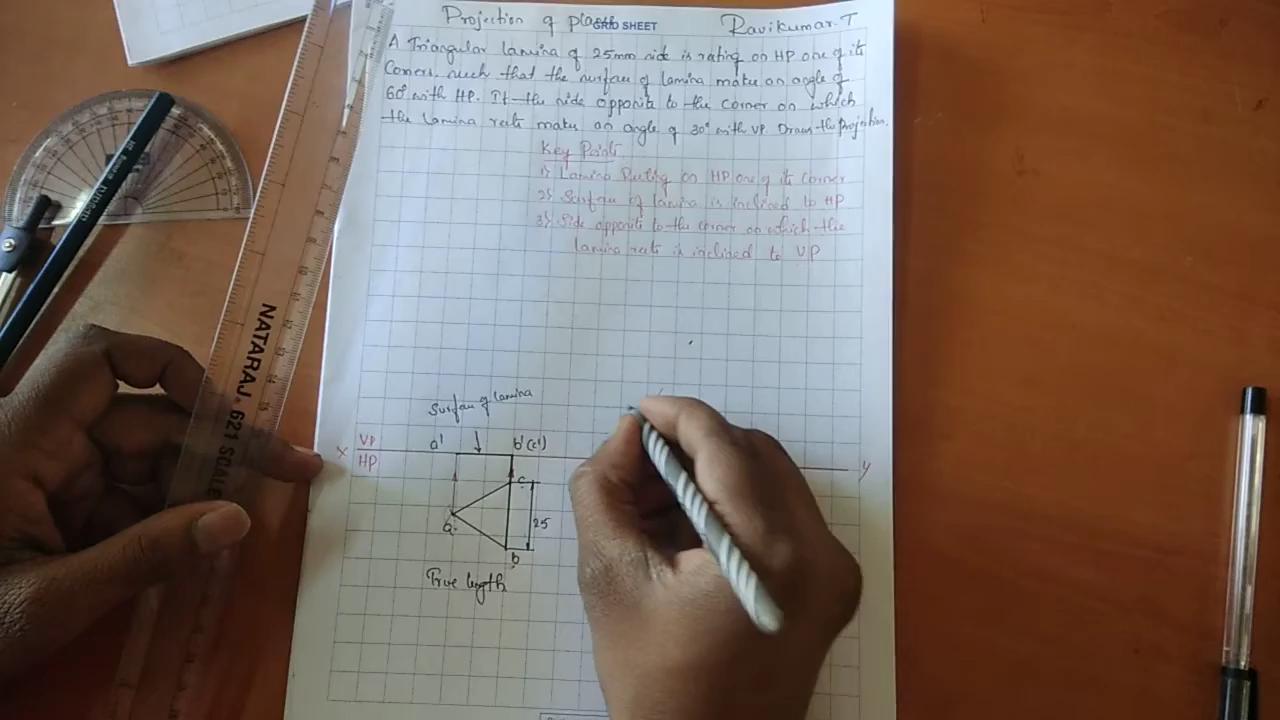 Projection of plane
GRID SHEET
Ravikumar.T
A Triangular lamina of 25mm side is resting on HP one of its
Corners, such that the surface of lamina makes an angle of
60° with HP. If the side opposite to the corner on which
the lamina rests makes an angle of 30° with VP. Draw the projection.
Key Points
1) Lamina Resting on HP one of its corner
2) Surface of lamina is inclined to HP
3) Side opposite to the corner on which the
lamina rests is inclined to VP
NATARAJ 621 SCALE
Surface of lamina
a' b'(c')
X VP Y
HP
c
a 25
b
True length